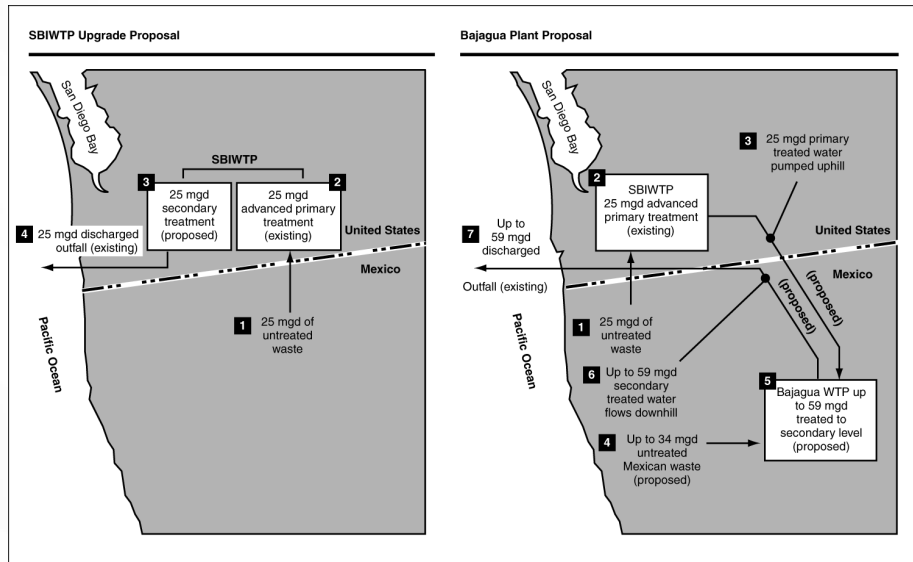 SBIWTP Upgrade Proposal
San Diego Bay
SBIWTP
3
25 mgd
secondary
treatment
(proposed)
2
25 mgd
advanced primary
treatment
(existing)
4 25 mgd discharged
outfall (existing)
United States
Mexico
1 25 mgd of
untreated
waste
Pacific Ocean
Bajagua Plant Proposal
San Diego Bay
3 25 mgd primary
treated water
pumped uphill
2
SBIWTP
25 mgd advanced
primary treatment
(existing)
7 Up to
59 mgd
discharged
Outfall (existing)
United States
Mexico
(proposed)
(proposed)
1 25 mgd of
untreated
waste
Pacific Ocean
6 Up to 59 mgd
secondary
treated water
flows downhill
5
Bajagua WTP up
to 59 mgd
treated to
secondary level
(proposed)
4 Up to 34 mgd
untreated
Mexican waste
(proposed)